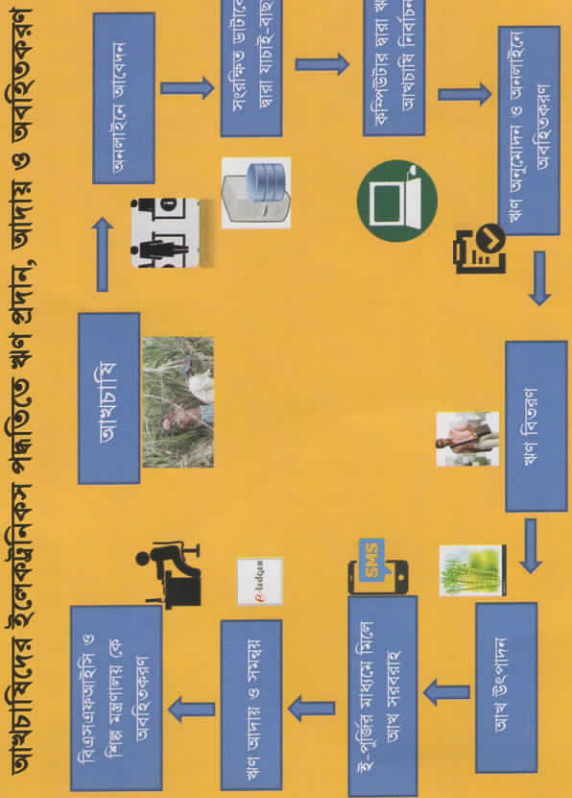 আখচাষিদের ইলেকট্রনিকস পদ্ধতিতে ঋণ প্রদান, আদায় ও অবহিতকরণ
আখচাষি
অনলাইনে আবেদন
সংরক্ষিত
দ্বারা
কম্পিউটার দ্বারা
আখচাষি নির্বাচন
ঋণ অনুমোদন ও অনলাইনে
অবহিতকরণ
ঋণ বিতরণ
আখ উৎপাদন
ই-পূর্জির মাধ্যমে মিলে
আখ সরবরাহ
SMS
ঋণ আদায় ও সমন্বয়
e-ledger
বিএসএফআইসি ও
শিল্প মন্ত্রণালয় কে
অবহিতকরণ